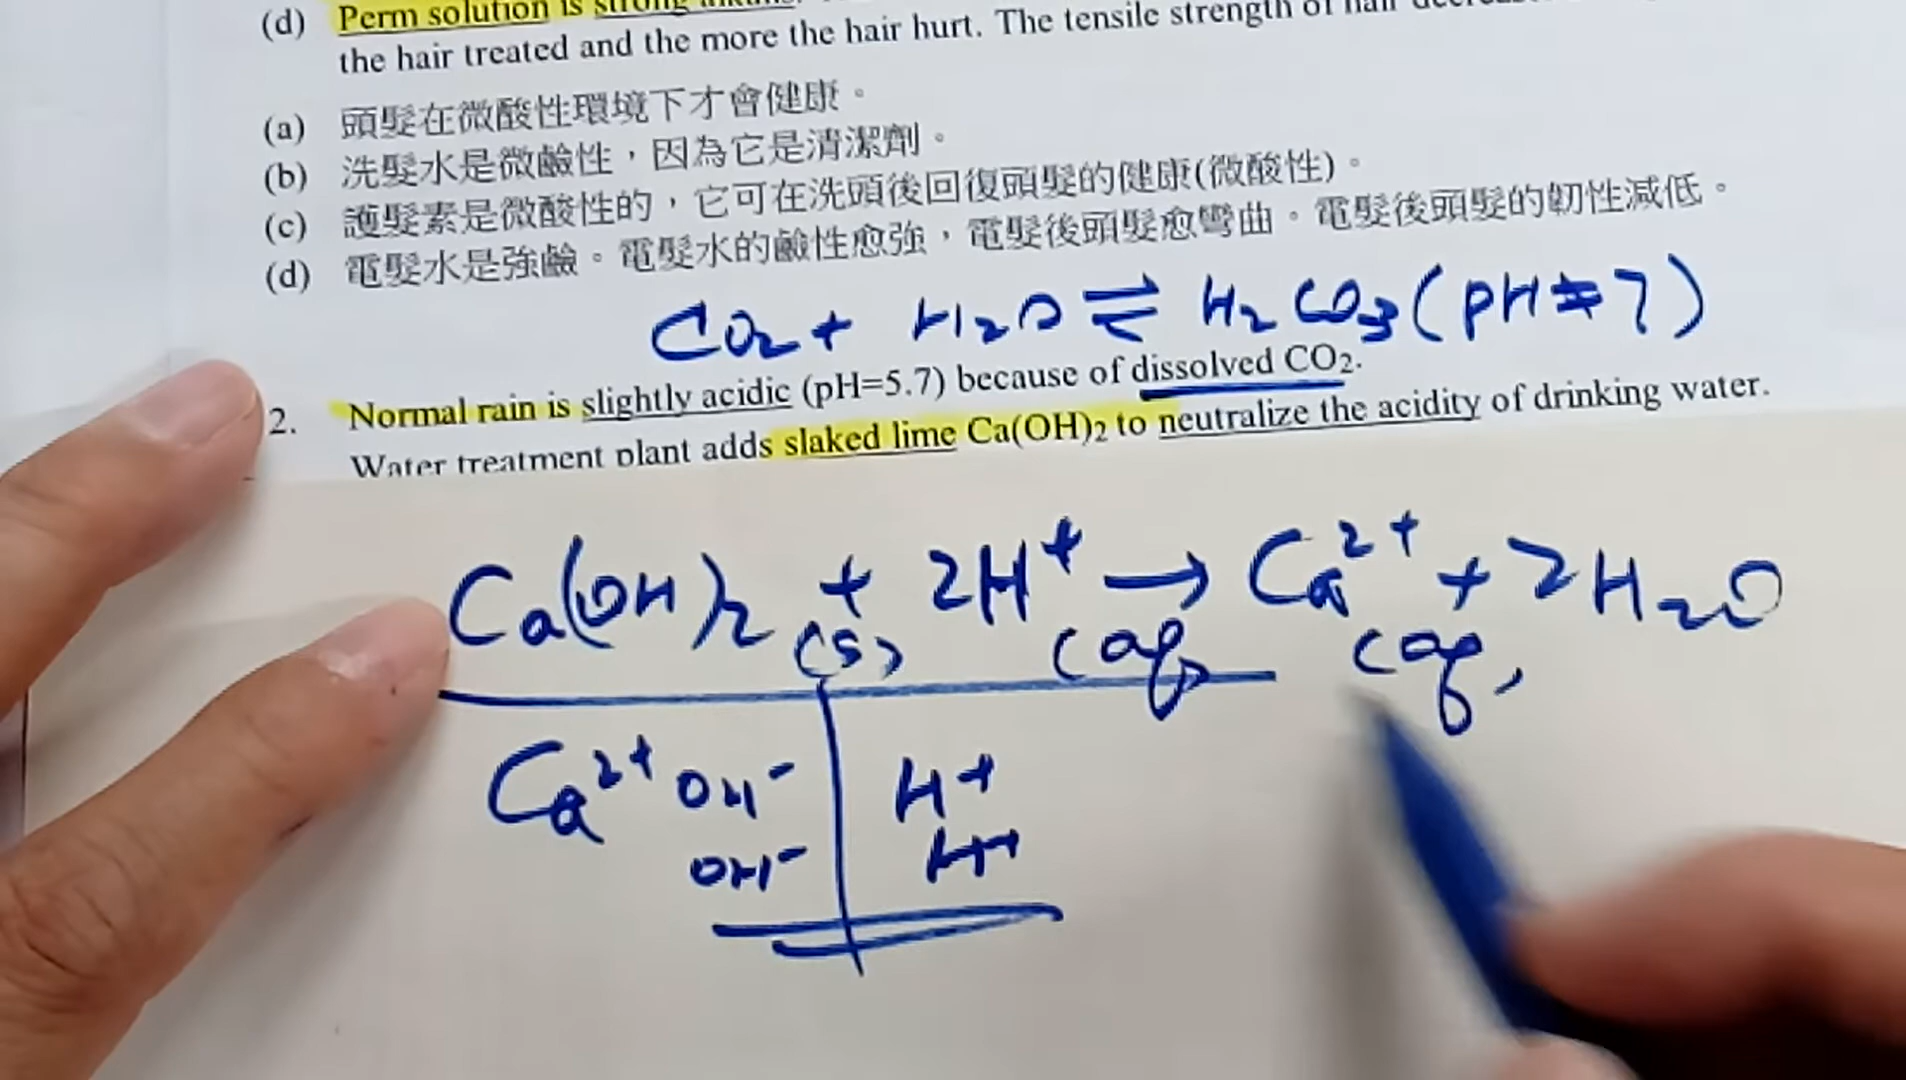 (d) Perm solution is strong
the hair treated and the more the hair hurt. The tensile strength of hair
(a) 頭髮在微酸性環境下才會健康。
(b) 洗髮水是微鹼性，因為它是清潔劑。
(c) 護髮素是微酸性的，它可在洗頭後回復頭髮的健康(微酸性)。
(d) 電髮水是強鹼。電髮水的鹼性愈強，電髮後頭髮愈彎曲。電髮後頭髮的韌性減低。
CO2 + H2O ⇌ H2CO3 (pH≠7)
2. Normal rain is slightly acidic (pH=5.7) because of dissolved CO2.
Water treatment plant adds slaked lime Ca(OH)2 to neutralize the acidity of drinking water.
Ca(OH)2 (s) + 2H+ (aq) → Ca2+ (aq) + 2H2O
Ca2+ OH- H+
OH- H+